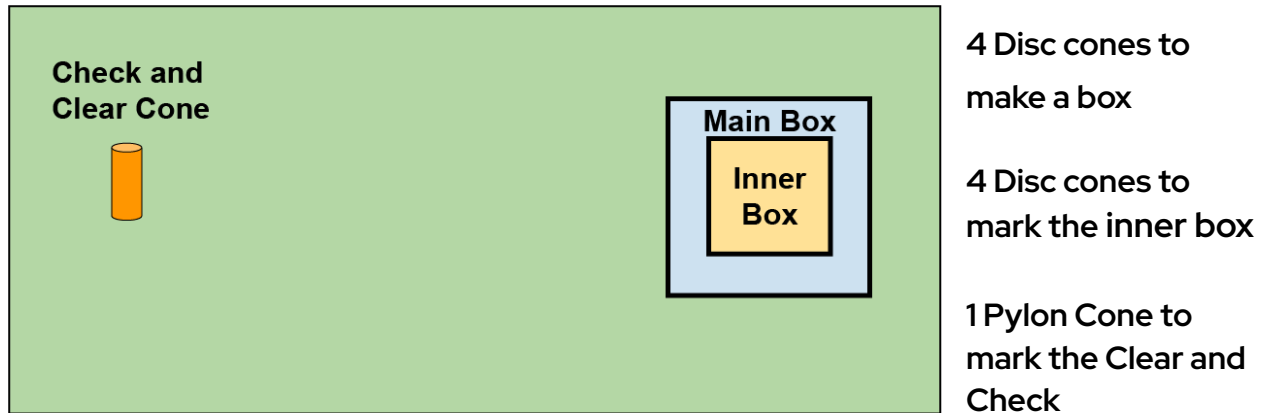 Check and
Clear Cone
Main Box
Inner
Box
4 Disc cones to
make a box
4 Disc cones to
mark the inner box
1 Pylon Cone to
mark the Clear and
Check